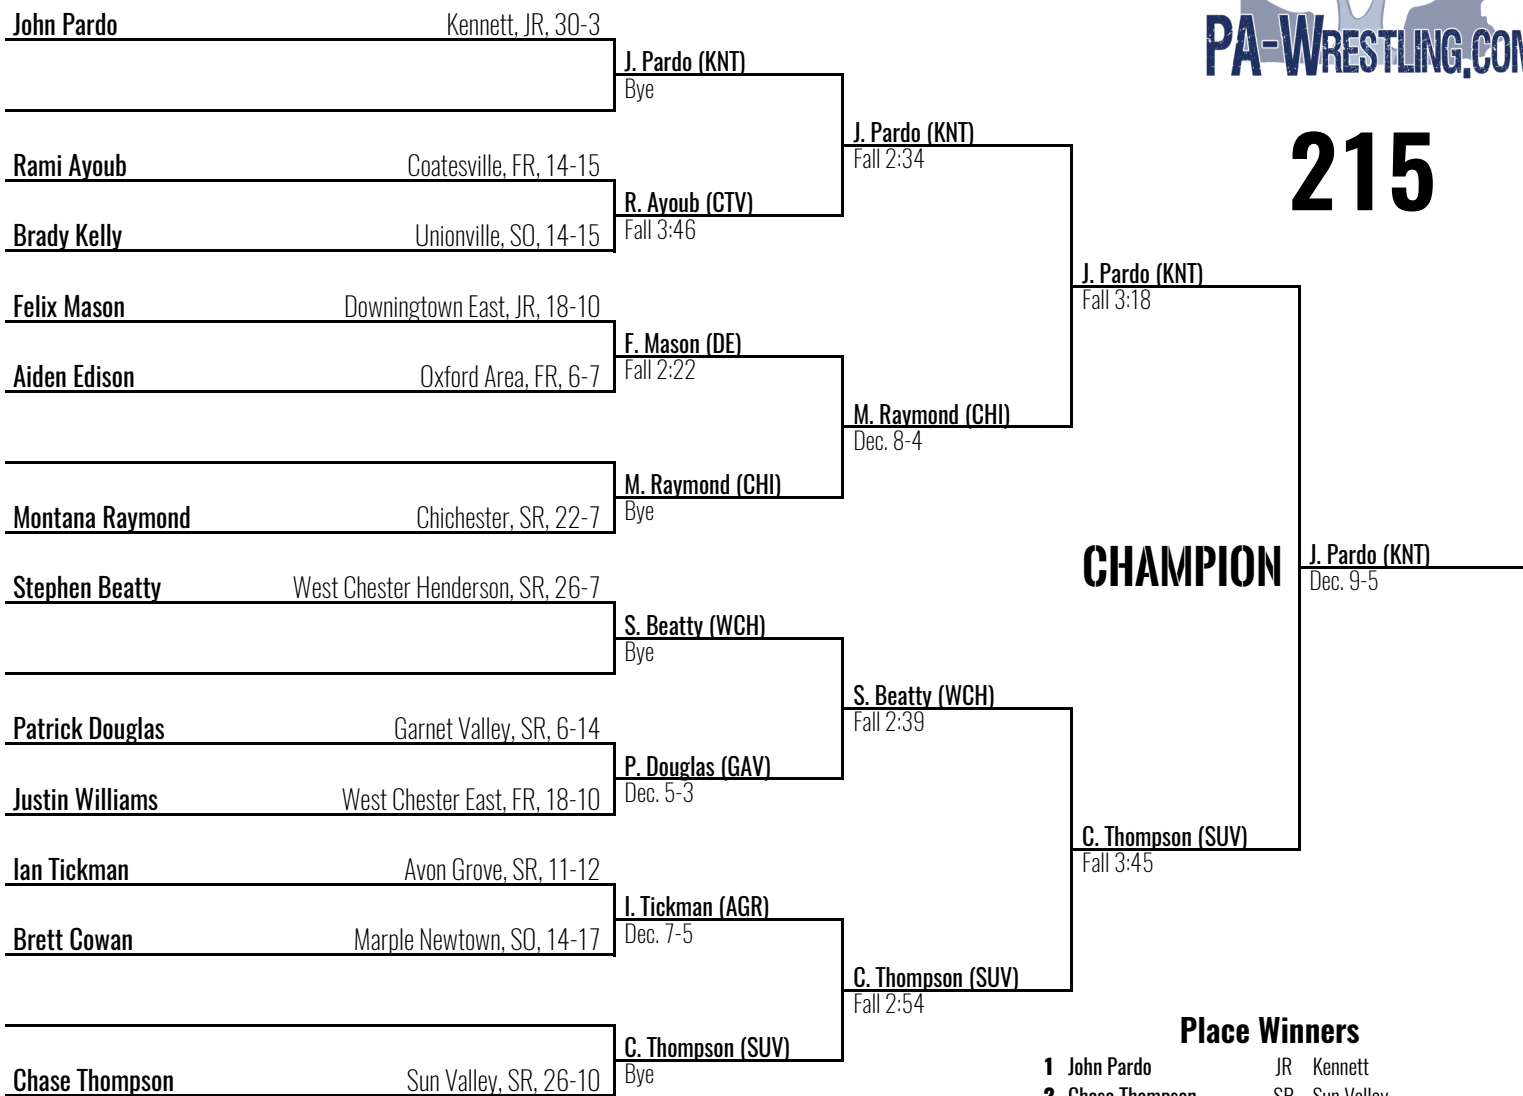 John Pardo Kennett, JR, 30-3
J. Pardo (KNT)
Bye
Rami Ayoub Coatesville, FR, 14-15
R. Ayoub (CTV)
Fall 3:46
Brady Kelly Unionville, SO, 14-15
J. Pardo (KNT)
Fall 2:34
Felix Mason Downingtown East, JR, 18-10
F. Mason (DE)
Fall 2:22
Aiden Edison Oxford Area, FR, 6-7
M. Raymond (CHI)
Dec. 8-4
M. Raymond (CHI)
Bye
Montana Raymond Chichester, SR, 22-7
J. Pardo (KNT)
Fall 3:18
Stephen Beatty West Chester Henderson, SR, 26-7
S. Beatty (WCH)
Bye
Patrick Douglas Garnet Valley, SR, 6-14
P. Douglas (GAV)
Dec. 5-3
Justin Williams West Chester East, FR, 18-10
S. Beatty (WCH)
Fall 2:39
Ian Tickman Avon Grove, SR, 11-12
I. Tickman (AGR)
Dec. 7-5
Brett Cowan Marple Newtown, SO, 14-17
C. Thompson (SUV)
Fall 2:54
C. Thompson (SUV)
Bye
Chase Thompson Sun Valley, SR, 26-10
C. Thompson (SUV)
Fall 3:45
CHAMPION
J. Pardo (KNT)
Dec. 9-5
PA-WRESTLING.COM
215
Place Winners
1 John Pardo JR Kennett
2 Chase Thompson SR Sun Valley